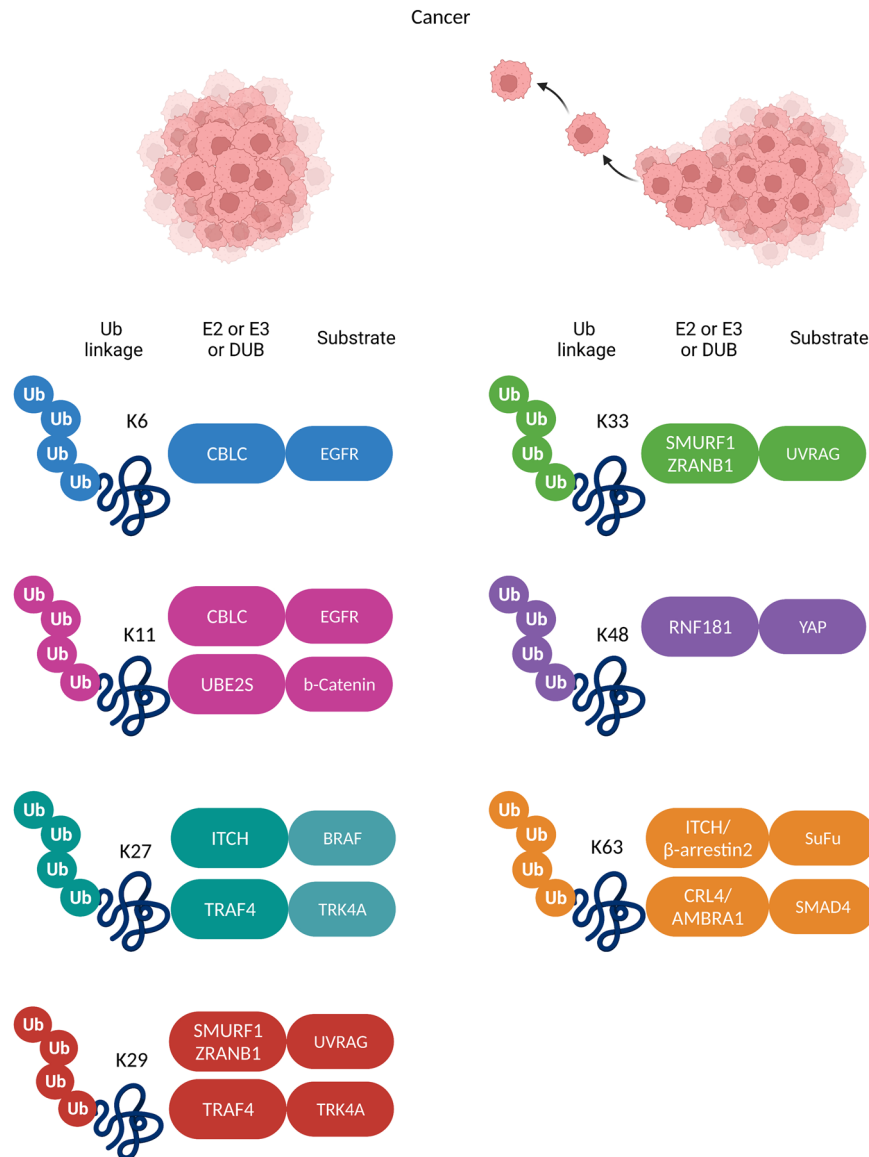 Cancer
Ub
linkage
E2 or E3
or DUB
Substrate
Ub
Ub
Ub
Ub
K6
CBLC
EGFR
Ub
Ub
Ub
Ub
K11
CBLC
EGFR
UBE2S
b-Catenin
Ub
Ub
Ub
Ub
K27
ITCH
BRAF
TRAF4
TRK4A
Ub
Ub
Ub
Ub
K29
SMURF1
ZRANB1
UVRAG
TRAF4
TRK4A
Ub
linkage
E2 or E3
or DUB
Substrate
Ub
Ub
Ub
Ub
K33
SMURF1
ZRANB1
UVRAG
Ub
Ub
Ub
Ub
K48
RNF181
YAP
Ub
Ub
Ub
Ub
K63
ITCH/
β-arrestin2
SuFu
CRL4/
AMBRA1
SMAD4